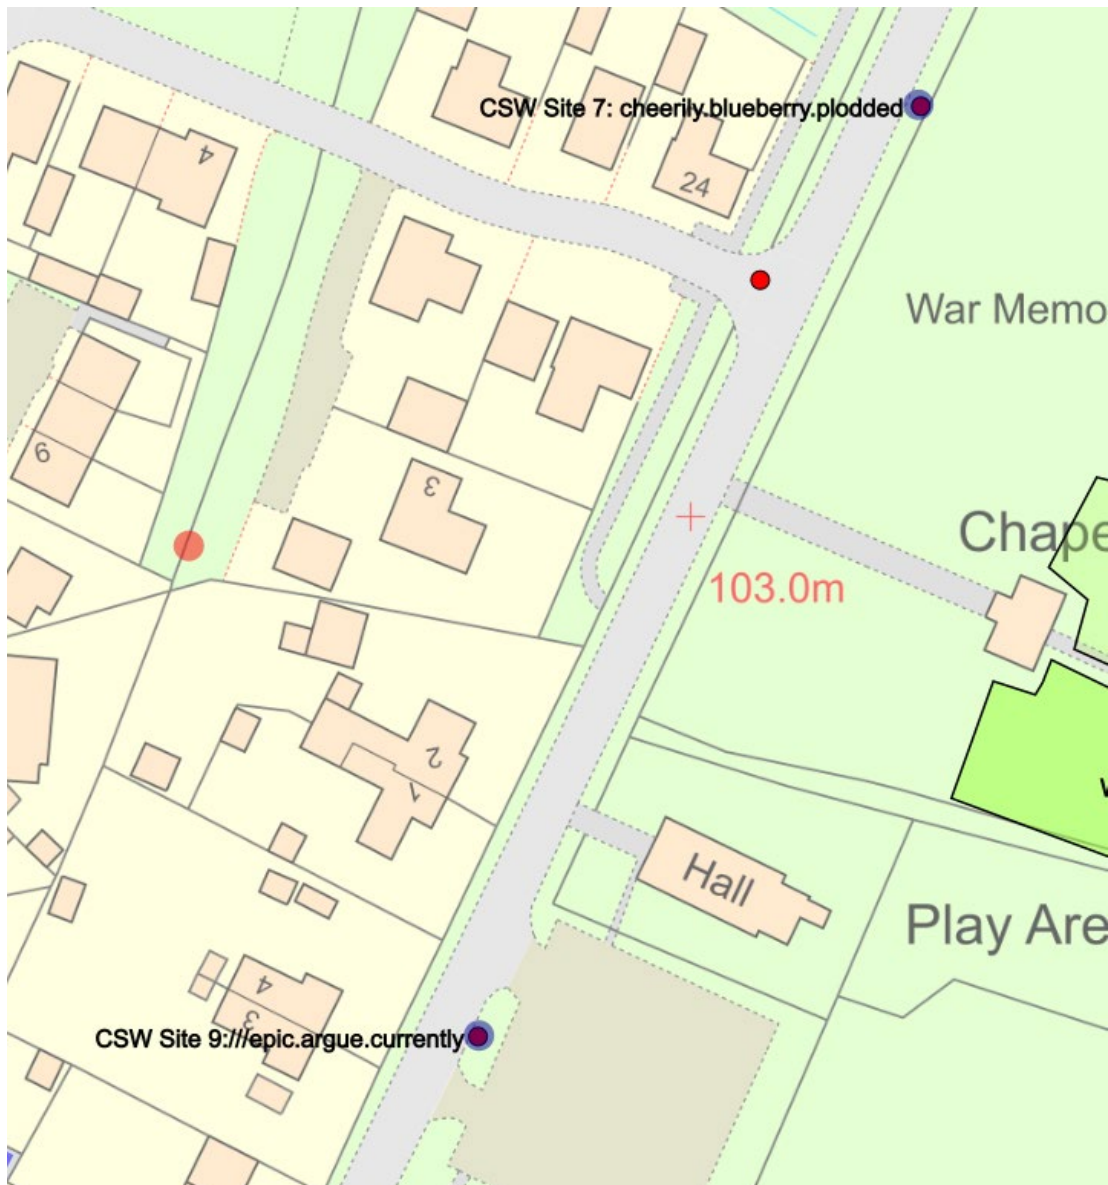 4
CSW Site 7: cheerily.blueberry.plodded
24
War Memo
3
9
Chape
103.0m
2
1
Hall
Play Are
4
3
CSW Site 9:///epic.argue.currently